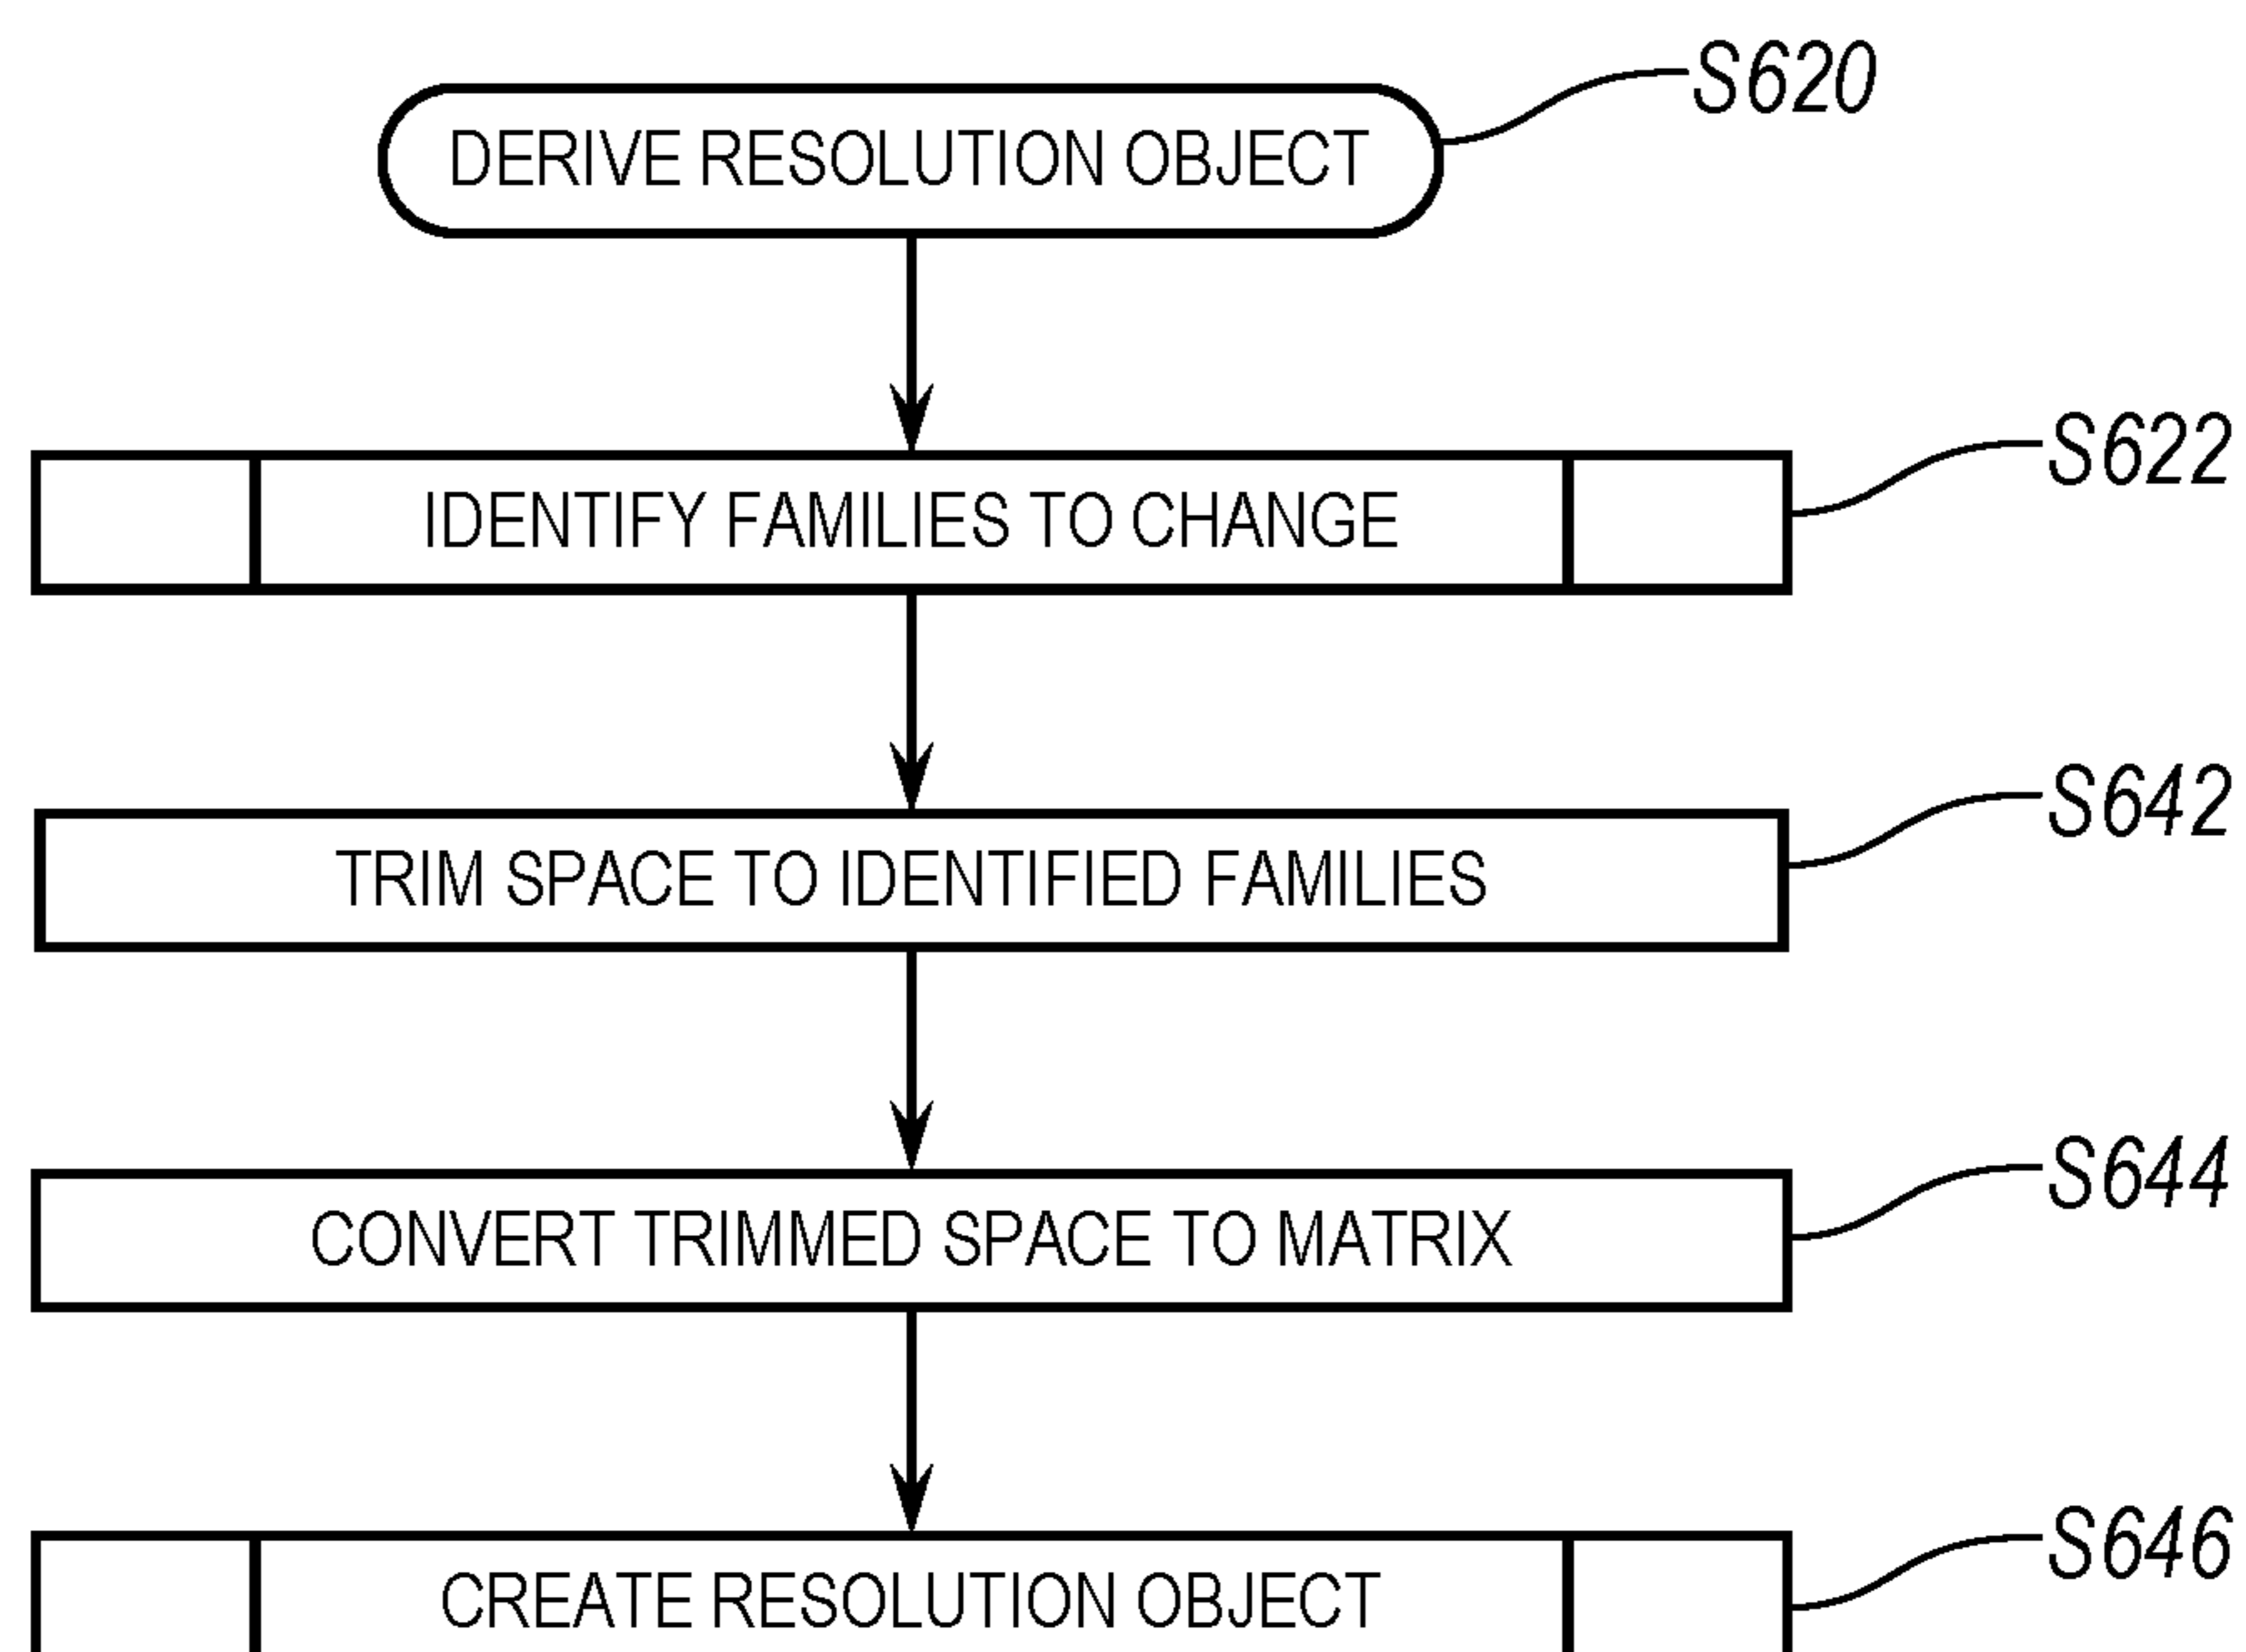 S620
DERIVE RESOLUTION OBJECT
S622
IDENTIFY FAMILIES TO CHANGE
S642
TRIM SPACE TO IDENTIFIED FAMILIES
S644
CONVERT TRIMMED SPACE TO MATRIX
S646
CREATE RESOLUTION OBJECT